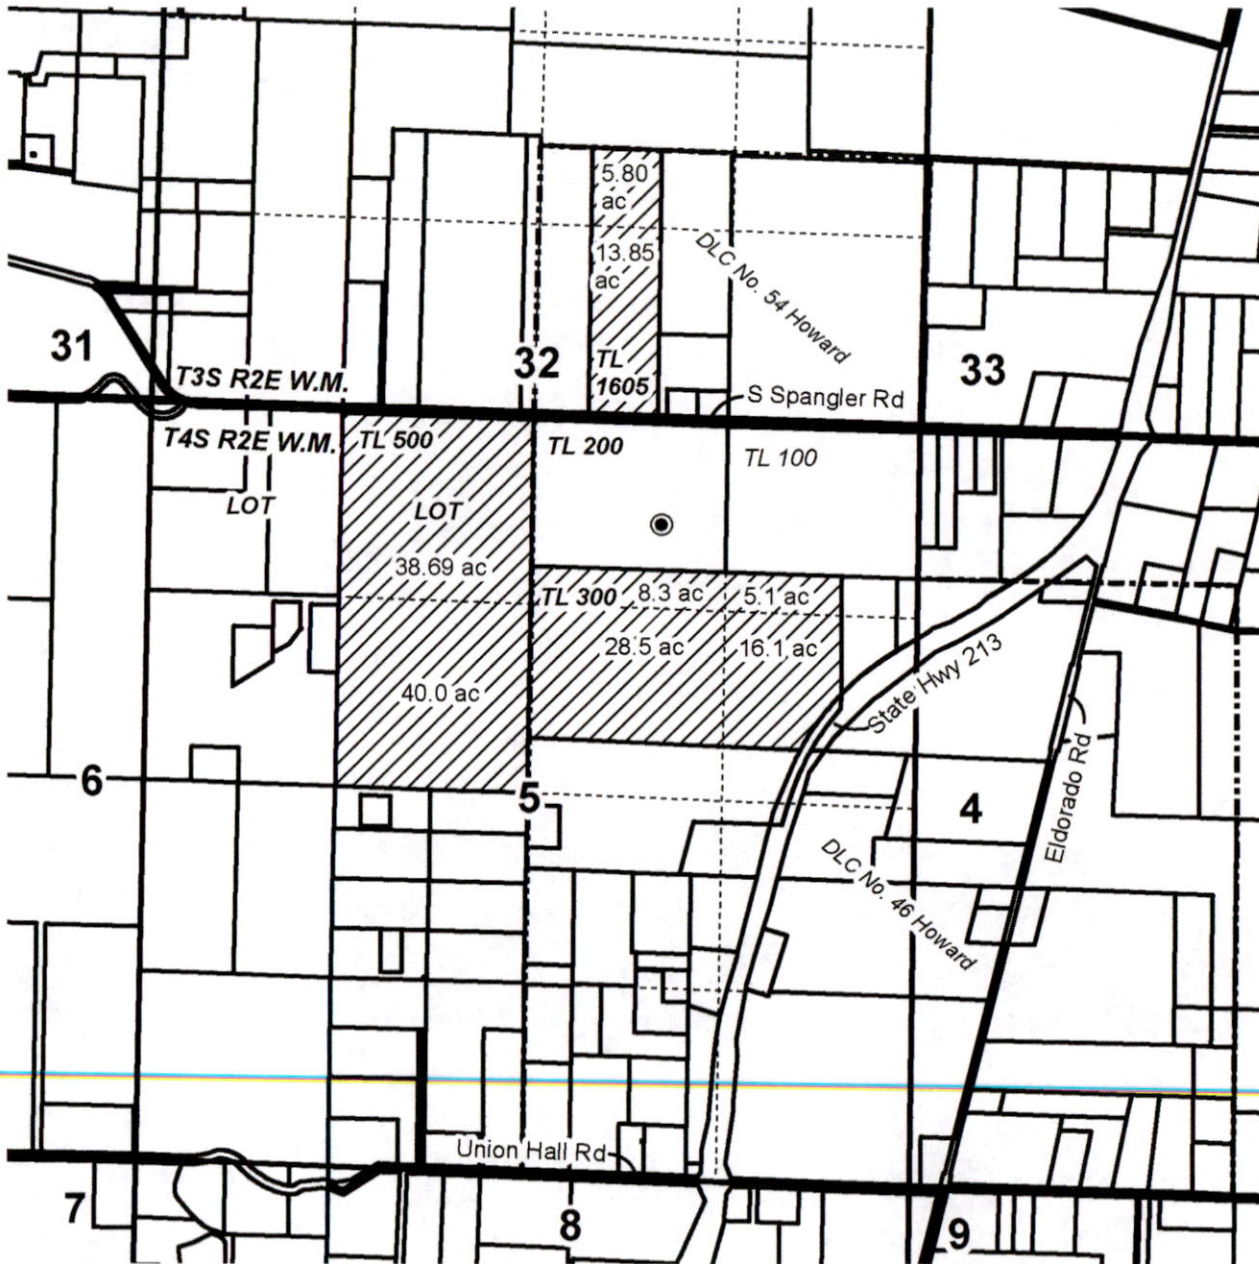 5.80
ac
13.85
ac
DLC No. 54 Howard
31
32
TL
1605
33
T3S R2E W.M.
S Spangler Rd
T4S R2E W.M.
TL 500
TL 200
TL 100
LOT
LOT
38.69 ac
TL 300
8.3 ac
5.1 ac
28.5 ac
16.1 ac
State Hwy 213
40.0 ac
6
5
4
Eldorado Rd
DLC No. 46 Howard
Union Hall Rd
7
8
9